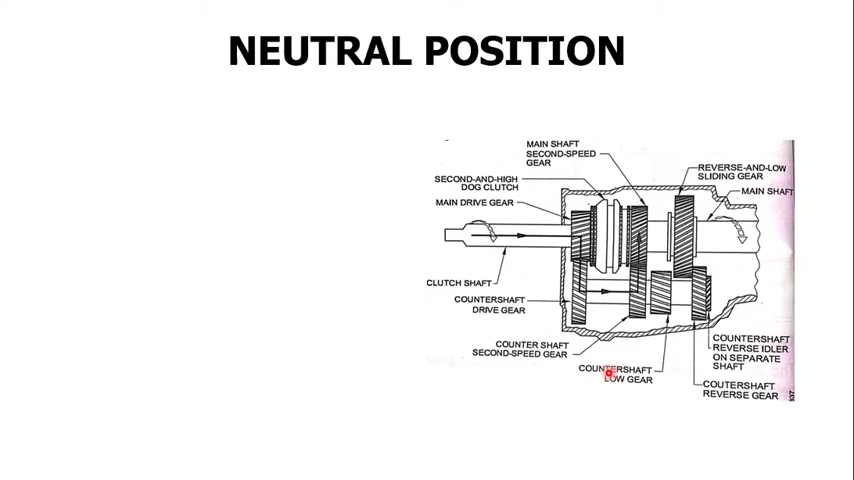 NEUTRAL POSITION
MAIN SHAFT
SECOND-SPEED
GEAR
SECOND-AND-HIGH
DOG CLUTCH
MAIN DRIVE GEAR
REVERSE-AND-LOW
SLIDING GEAR
MAIN SHAFT
CLUTCH SHAFT
COUNTERSHAFT
DRIVE GEAR
COUNTER SHAFT
SECOND-SPEED GEAR
COUNTERSHAFT
LOW GEAR
COUNTERSHAFT
REVERSE IDLER
ON SEPARATE
SHAFT
COUTERSHAFT
REVERSE GEAR
837